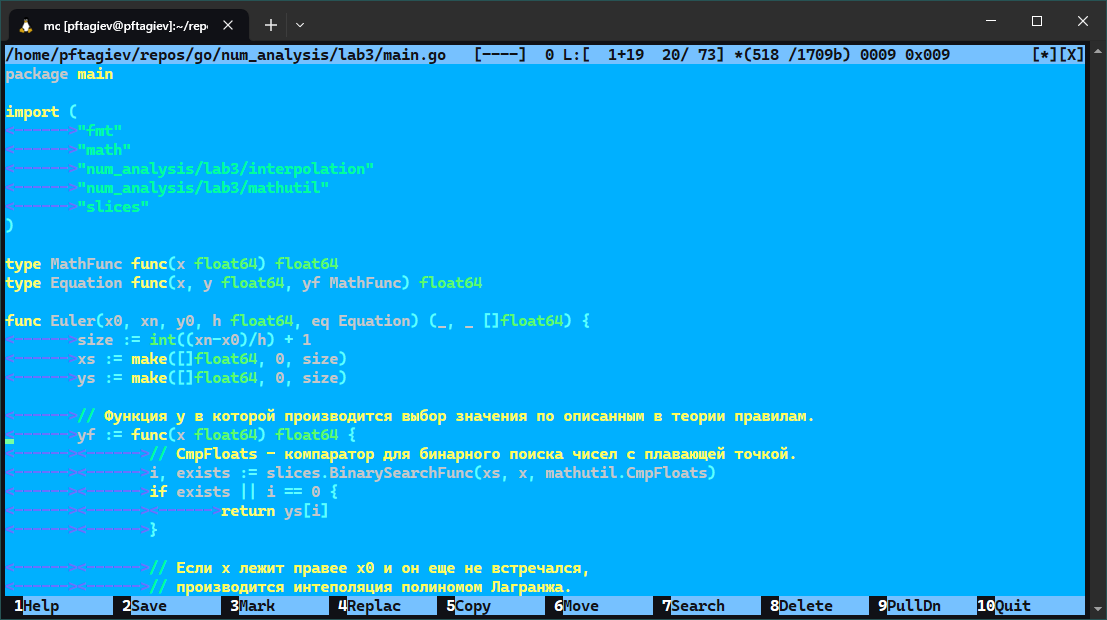 mc [pftagiev@pftagiev]:~/repo
/home/pftagiev/repos/go/num_analysis/lab3/main.go   [----]  0 L:[  1+19  20/ 73] *(518 /1709b) 0009 0x009         [*][X]
package main

import (
<------>"fmt"
<------>"math"
<------>"num_analysis/lab3/interpolation"
<------>"num_analysis/lab3/mathutil"
<------>"slices"
)

type MathFunc func(x float64) float64
type Equation func(x, y float64, yf MathFunc) float64

func Euler(x0, xn, y0, h float64, eq Equation) (_, _ []float64) {
<------>size := int((xn-x0)/h) + 1
<------>xs := make([]float64, 0, size)
<------>ys := make([]float64, 0, size)

<------>// Функция y в которой производится выбор значения по описанным в теории правилам.
<------>yf := func(x float64) float64 {
<------><------>// CmpFloats - компаратор для бинарного поиска чисел с плавающей точкой.
<------><------>i, exists := slices.BinarySearchFunc(xs, x, mathutil.CmpFloats)
<------><------>if exists || i == 0 {
<------><------><------>return ys[i]
<------><------>}

<------><------>// Если x лежит правее x0 и он еще не встречался,
<------><------>// производится интеполяция полиномом Лагранжа.
1Help 2Save 3Mark 4Replac 5Copy 6Move 7Search 8Delete 9PullDn 10Quit